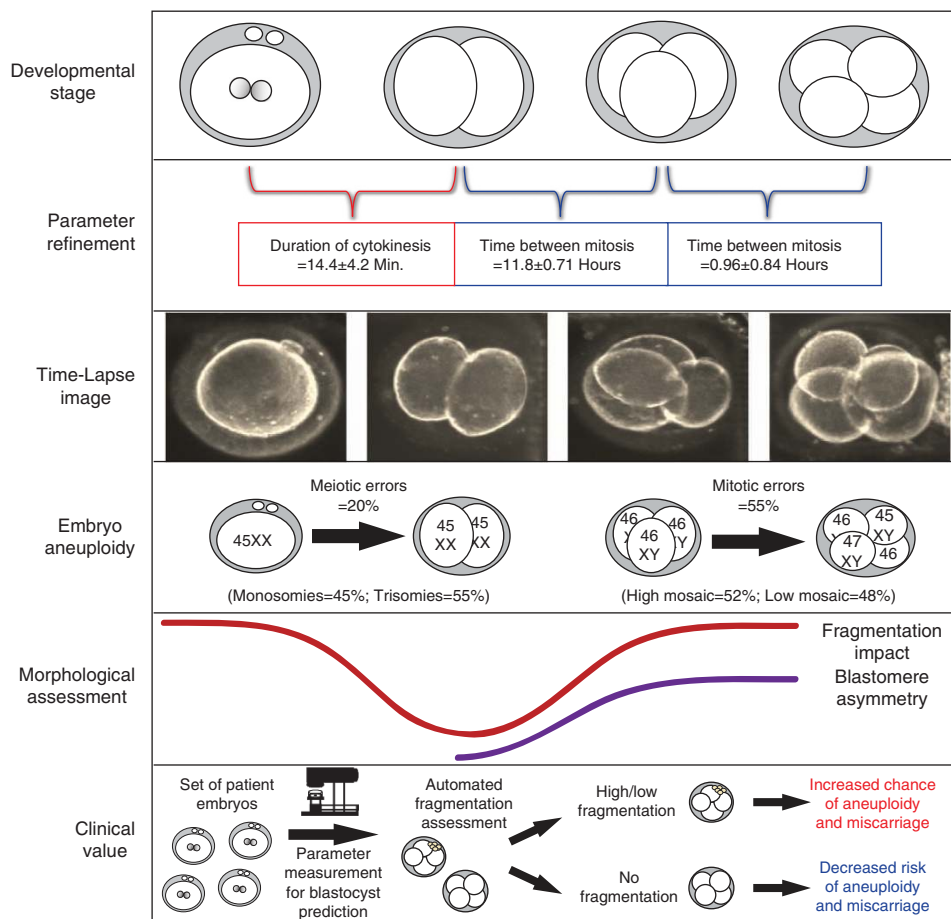 Developmental
stage
Parameter
refinement
Duration of cytokinesis
=14.4±4.2 Min.
Time between mitosis
=11.8±0.71 Hours
Time between mitosis
=0.96±0.84 Hours
Time-Lapse
image
Embryo
aneuploidy
45XX
Meiotic errors
=20%
45
XX
45
XX
(Monosomies=45%; Trisomies=55%)
46
46
XY
46
XY
Mitotic errors
=55%
46
45
XY
47
XY
46
(High mosaic=52%; Low mosaic=48%)
Morphological
assessment
Fragmentation
impact
Blastomere
asymmetry
Clinical
value
Set of patient
embryos
Parameter
measurement
for blastocyst
prediction
Automated
fragmentation
assessment
High/low
fragmentation
Increased chance
of aneuploidy
and miscarriage
No
fragmentation
Decreased risk
of aneuploidy
and miscarriage